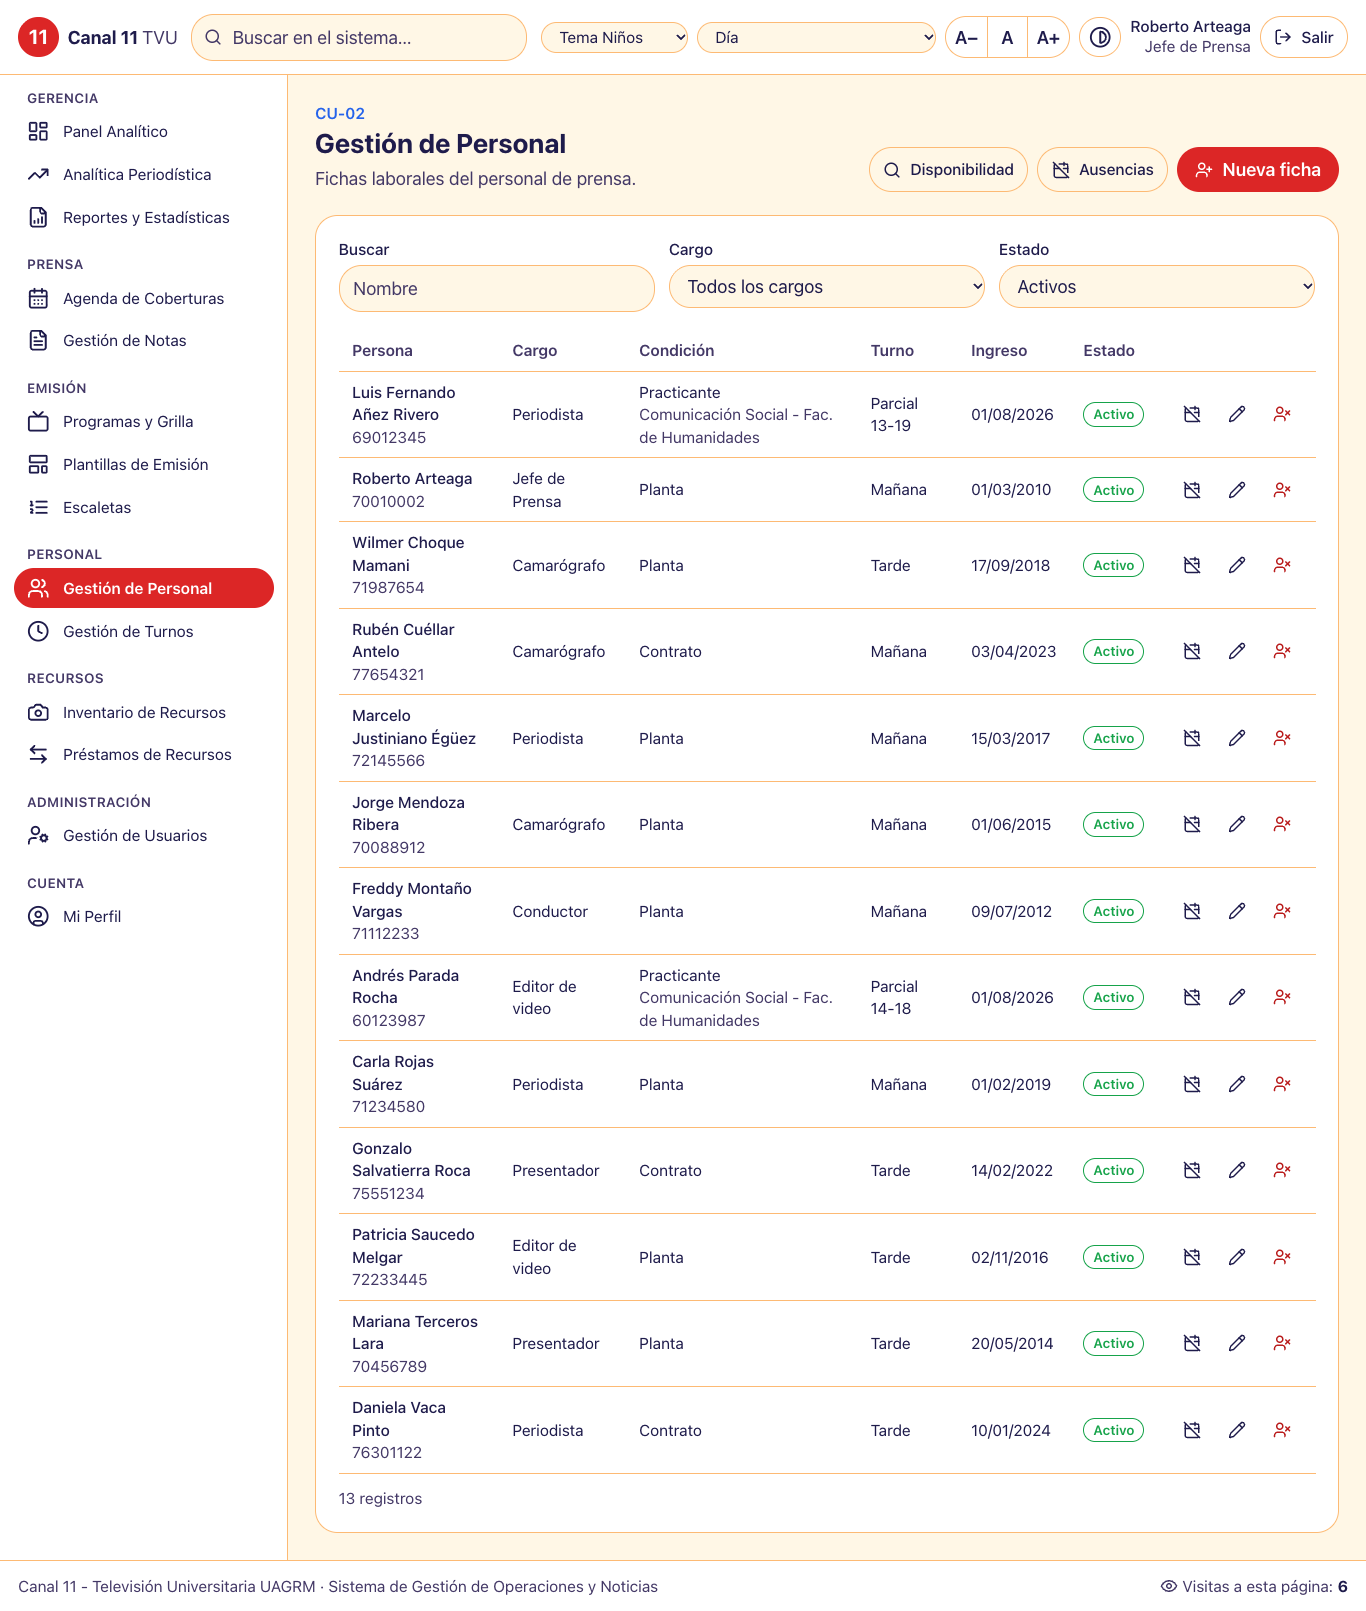 11 Canal 11 TVU
Buscar en el sistema...
Tema Niños
Día
A− A A+
Roberto Arteaga
Jefe de Prensa
Salir
GERENCIA
Panel Analítico
Analítica Periodística
Reportes y Estadísticas
PRENSA
Agenda de Coberturas
Gestión de Notas
EMISIÓN
Programas y Grilla
Plantillas de Emisión
Escaletas
PERSONAL
Gestión de Personal
Gestión de Turnos
RECURSOS
Inventario de Recursos
Préstamos de Recursos
ADMINISTRACIÓN
Gestión de Usuarios
CUENTA
Mi Perfil
CU-02
Gestión de Personal
Fichas laborales del personal de prensa.
Disponibilidad
Ausencias
Nueva ficha
Buscar Cargo Estado
Nombre Todos los cargos Activos
Persona Cargo Condición Turno Ingreso Estado
Luis Fernando
Añez Rivero
69012345
Periodista
Practicante
Comunicación Social - Fac.
de Humanidades
Parcial
13-19
01/08/2026
Activo
Roberto Arteaga
70010002
Jefe de
Prensa
Planta
Mañana
01/03/2010
Activo
Wilmer Choque
Mamani
71987654
Camarógrafo
Planta
Tarde
17/09/2018
Activo
Rubén Cuéllar
Antelo
77654321
Camarógrafo
Contrato
Mañana
03/04/2023
Activo
Marcelo
Justiniano Égüez
72145566
Periodista
Planta
Mañana
15/03/2017
Activo
Jorge Mendoza
Ribera
70088912
Camarógrafo
Planta
Mañana
01/06/2015
Activo
Freddy Montaño
Vargas
71112233
Conductor
Planta
Mañana
09/07/2012
Activo
Andrés Parada
Rocha
60123987
Editor de
video
Practicante
Comunicación Social - Fac.
de Humanidades
Parcial
14-18
01/08/2026
Activo
Carla Rojas
Suárez
71234580
Periodista
Planta
Mañana
01/02/2019
Activo
Gonzalo
Salvatierra Roca
75551234
Presentador
Contrato
Tarde
14/02/2022
Activo
Patricia Saucedo
Melgar
72233445
Editor de
video
Planta
Tarde
02/11/2016
Activo
Mariana Terceros
Lara
70456789
Presentador
Planta
Tarde
20/05/2014
Activo
Daniela Vaca
Pinto
76301122
Periodista
Contrato
Tarde
10/01/2024
Activo
13 registros
Canal 11 - Televisión Universitaria UAGRM · Sistema de Gestión de Operaciones y Noticias
Visitas a esta página: 6